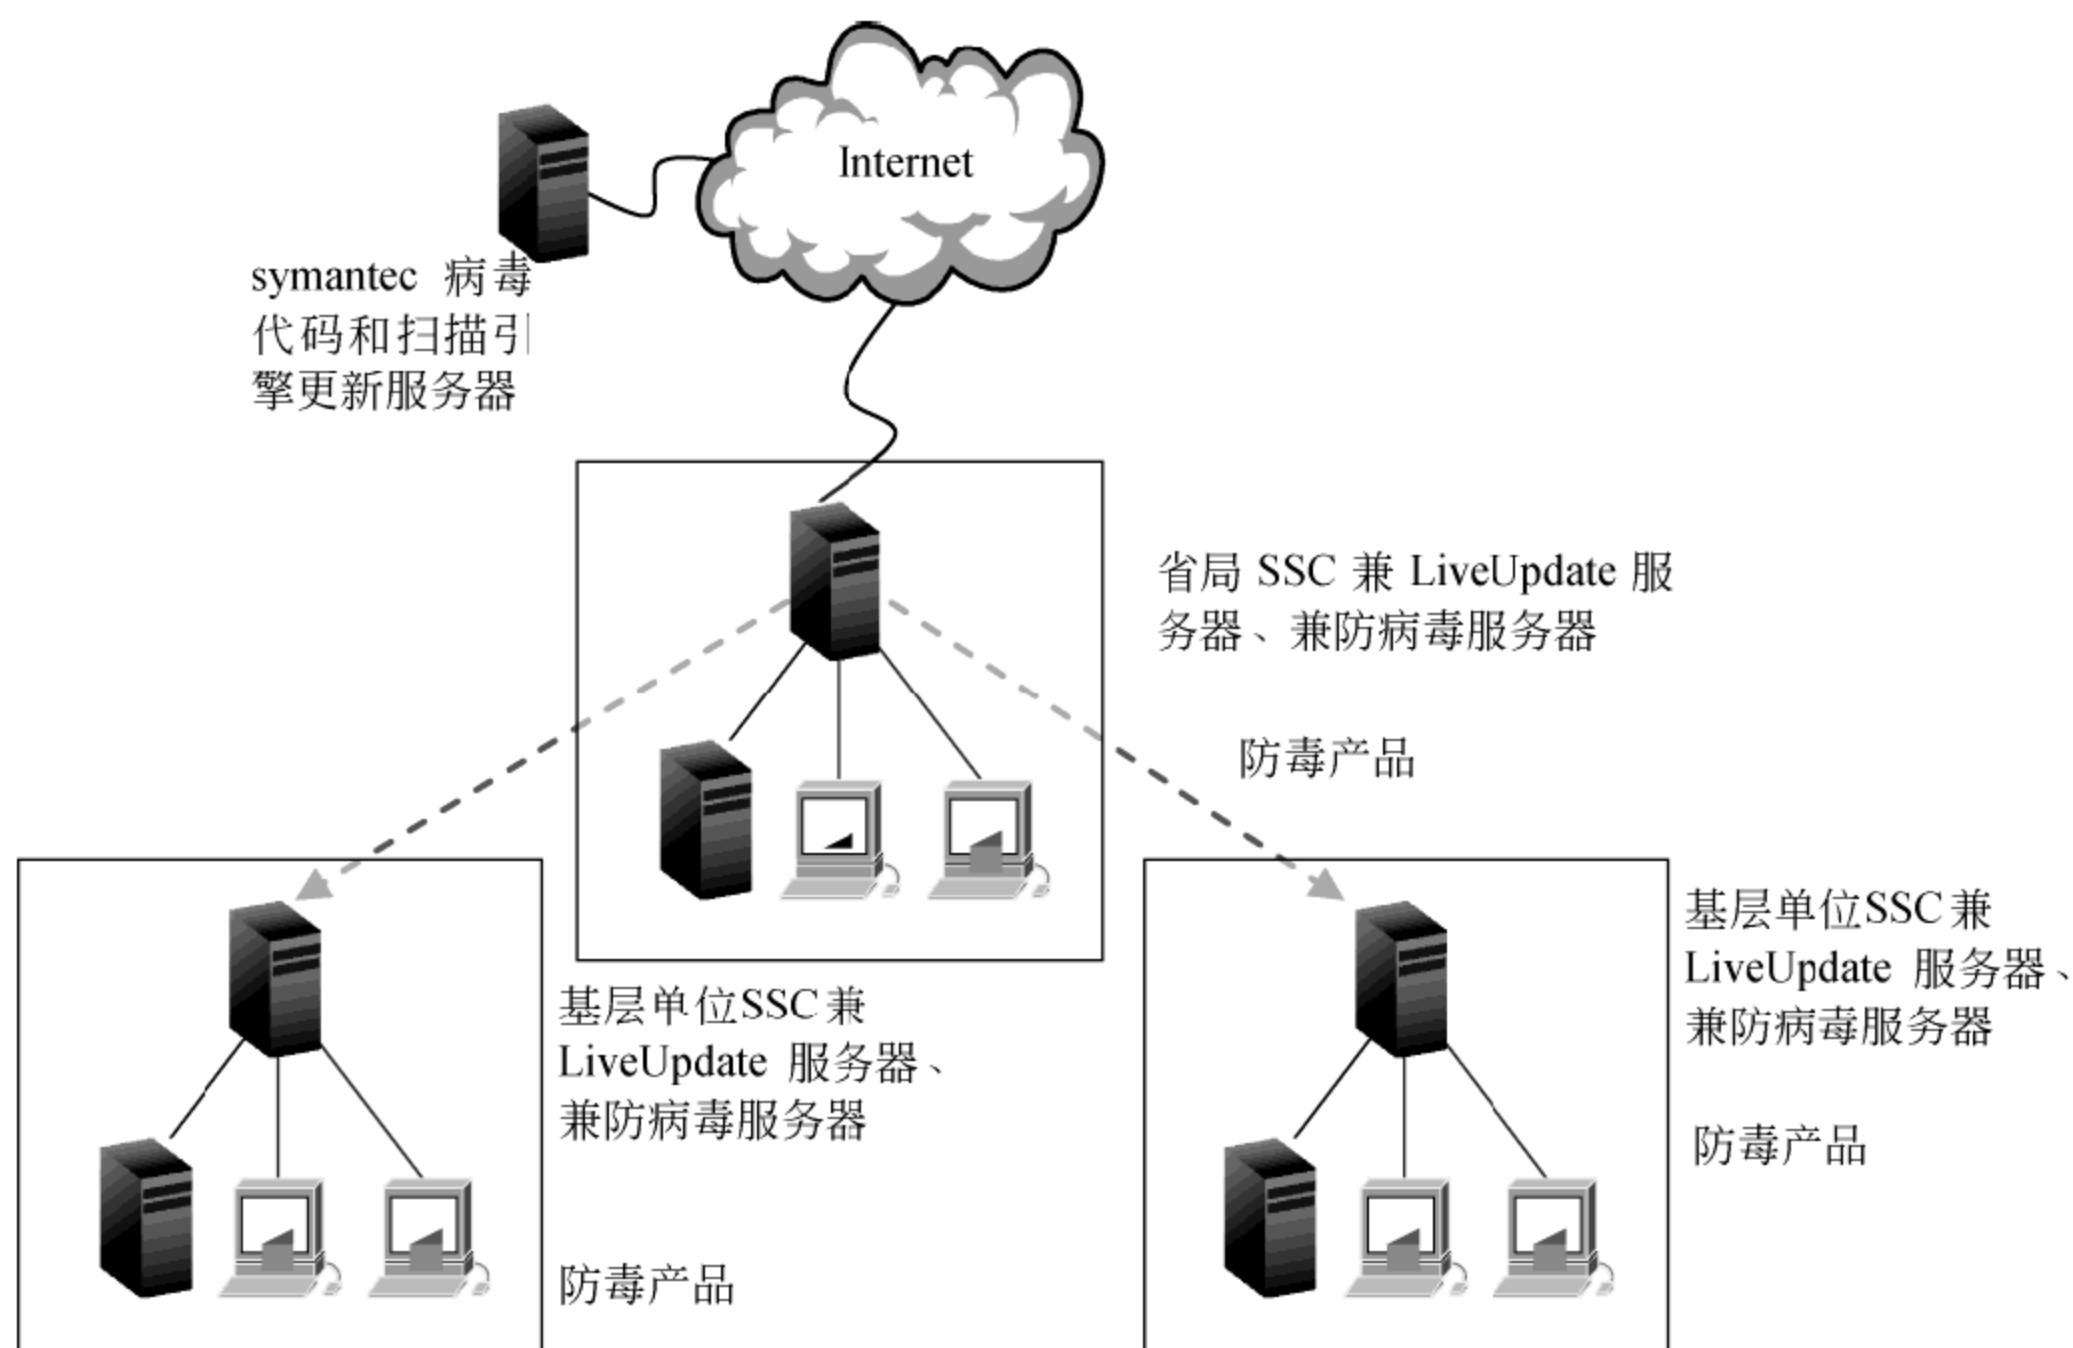 Internet
symantec 病毒
代码和扫描引
擎更新服务器
省局 SSC 兼 LiveUpdate 服
务器、兼防病毒服务器
防毒产品
基层单位SSC兼
LiveUpdate 服务器、
兼防病毒服务器
防毒产品
基层单位SSC兼
LiveUpdate 服务器、
兼防病毒服务器
防毒产品